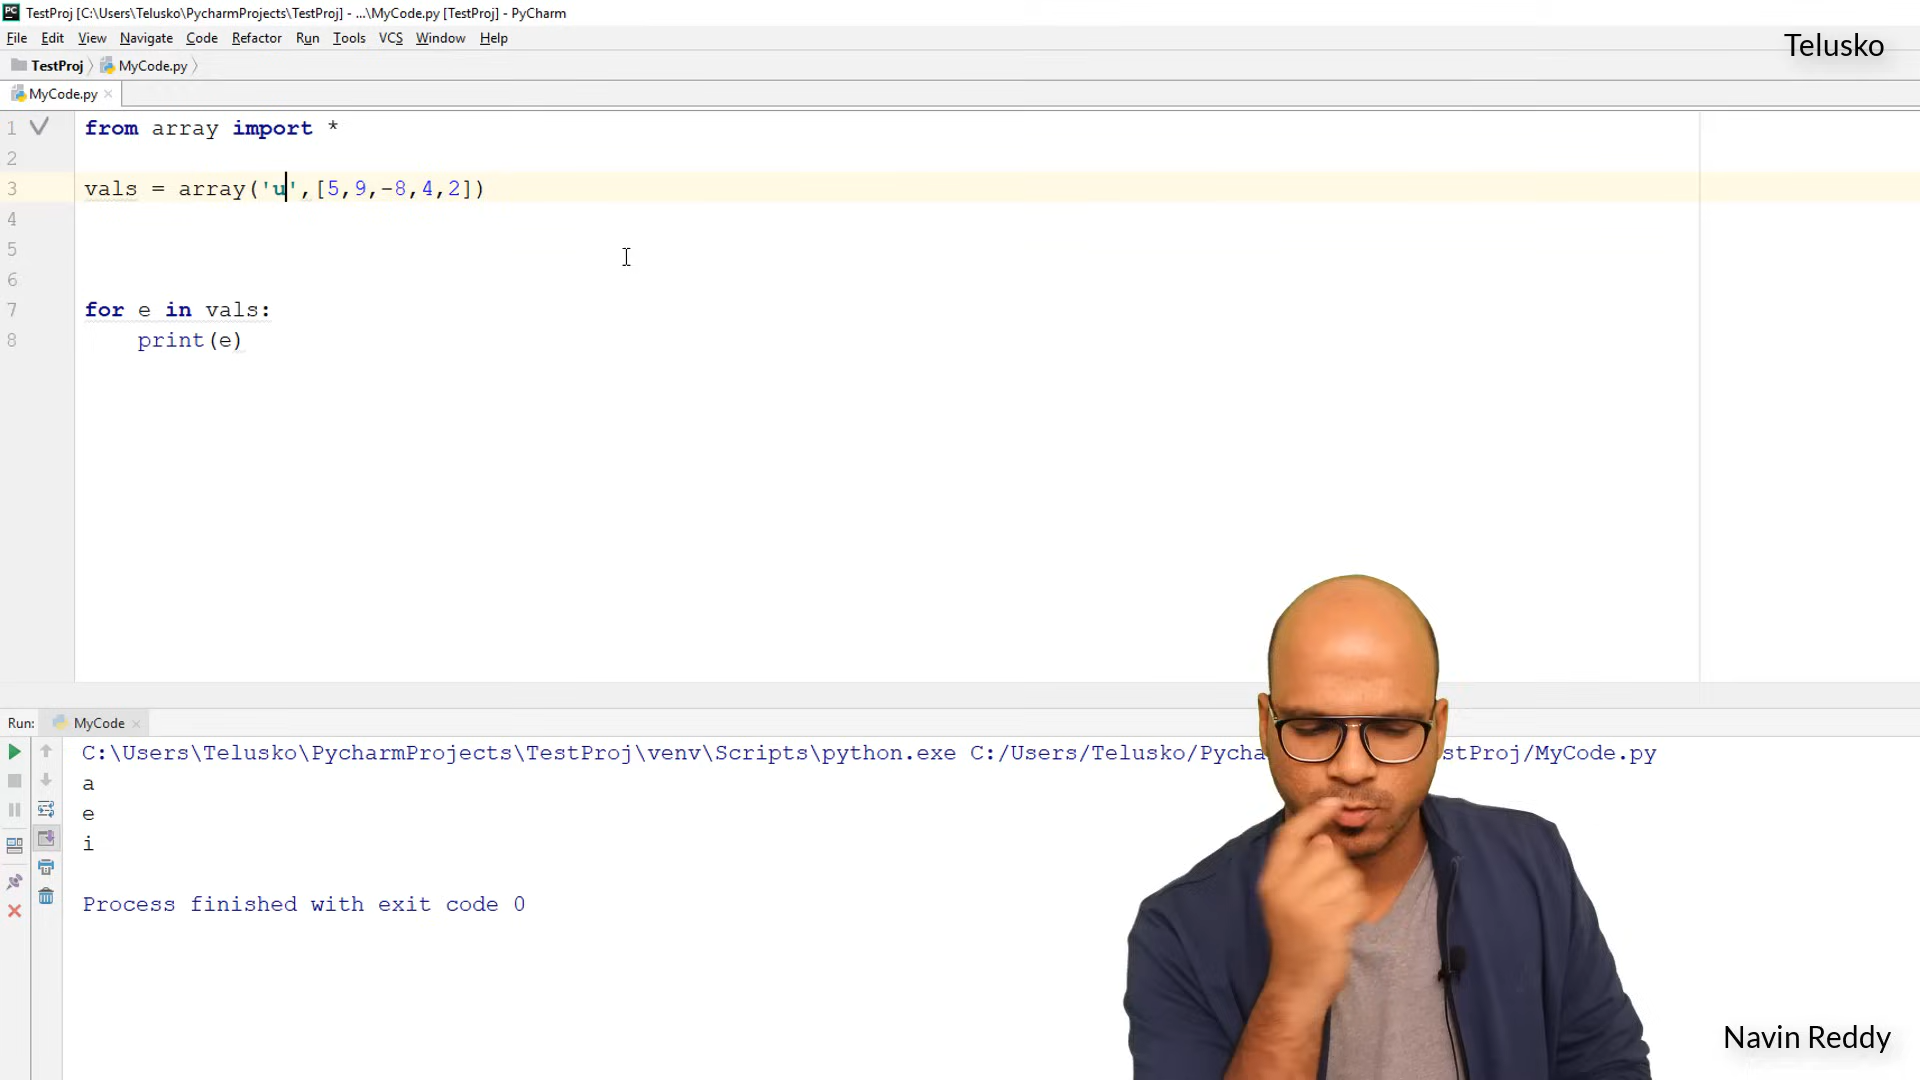 TestProj [C:\Users\Telusko\PycharmProjects\TestProj] - ...\MyCode.py [TestProj] - PyCharm
File Edit View Navigate Code Refactor Run Tools VCS Window Help
Telusko
TestProj MyCode.py
MyCode.py
1 from array import *
2
3 vals = array('u',[5,9,-8,4,2])
4
5
6
7 for e in vals:
8 print(e)
Run: MyCode
C:\Users\Telusko\PycharmProjects\TestProj\venv\Scripts\python.exe C:/Users/Telusko/Pycha stProj/MyCode.py
a
e
i
Process finished with exit code 0
Navin Reddy